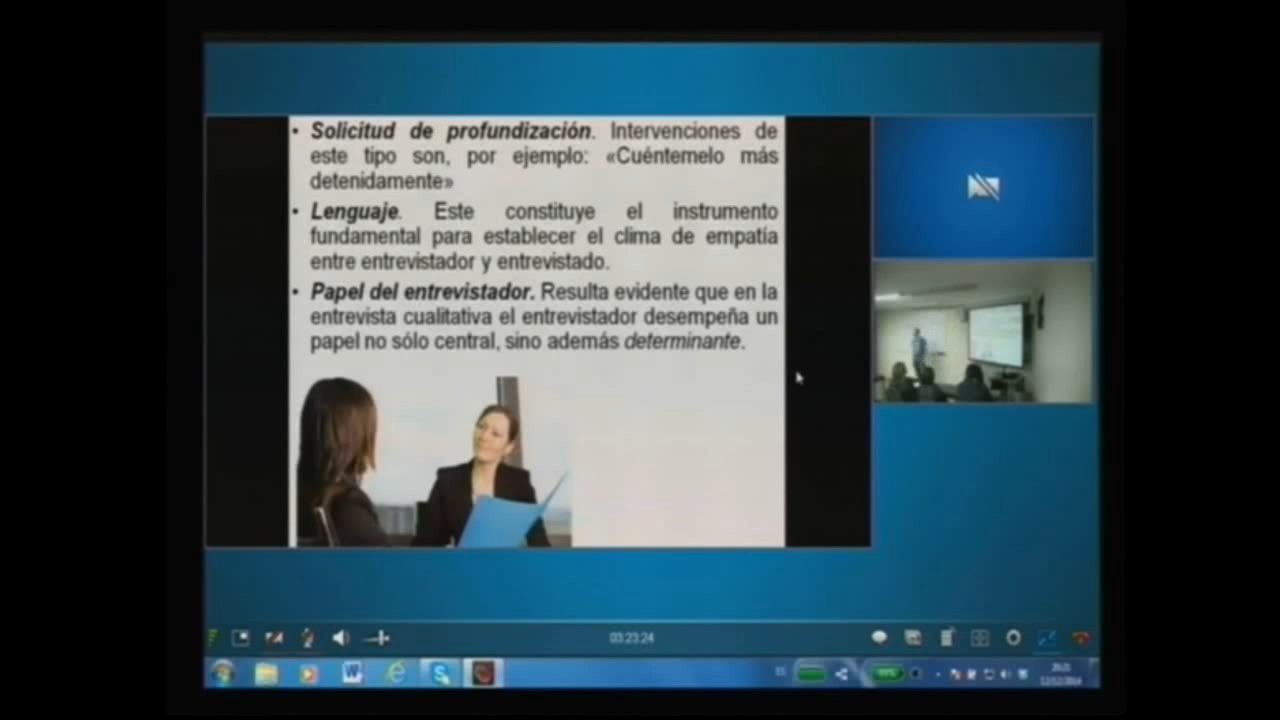 • Solicitud de profundización. Intervenciones de
este tipo son, por ejemplo: «Cuéntemelo más
detenidamente»
• Lenguaje. Este constituye el instrumento
fundamental para establecer el clima de empatía
entre entrevistador y entrevistado.
• Papel del entrevistador. Resulta evidente que en la
entrevista cualitativa el entrevistador desempeña un
papel no sólo central, sino además determinante.
03:23:24
ES